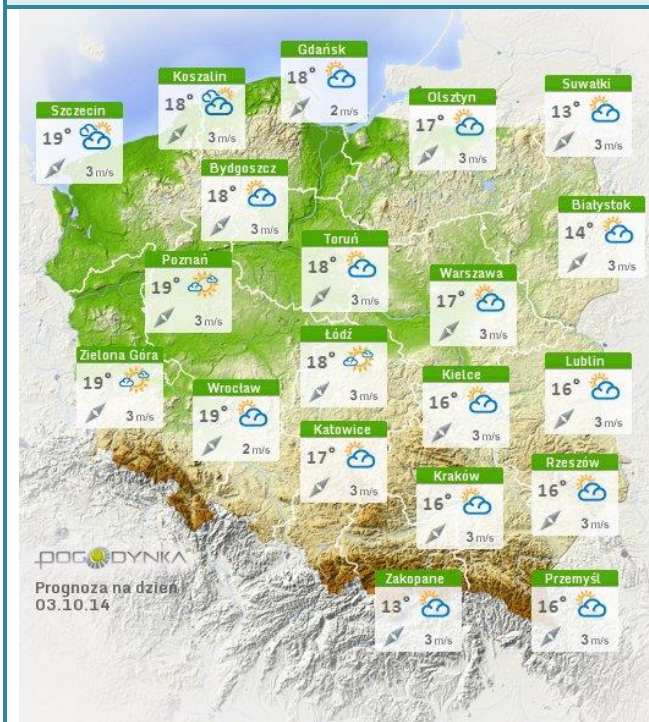 Gdańsk
18°
2 m/s
Koszalin
18°
3 m/s
Szczecin
19°
3 m/s
Olsztyn
17°
3 m/s
Suwałki
13°
3 m/s
Bydgoszcz
18°
3 m/s
Białystok
14°
3 m/s
Toruń
18°
3 m/s
Poznań
19°
3 m/s
Warszawa
17°
3 m/s
Łódź
18°
3 m/s
Zielona Góra
19°
3 m/s
Wrocław
19°
2 m/s
Kielce
16°
3 m/s
Lublin
16°
3 m/s
Katowice
17°
3 m/s
Kraków
16°
3 m/s
Rzeszów
16°
3 m/s
Zakopane
13°
3 m/s
Przemyśl
16°
3 m/s
POGODYNKA
Prognoza na dzień
03.10.14